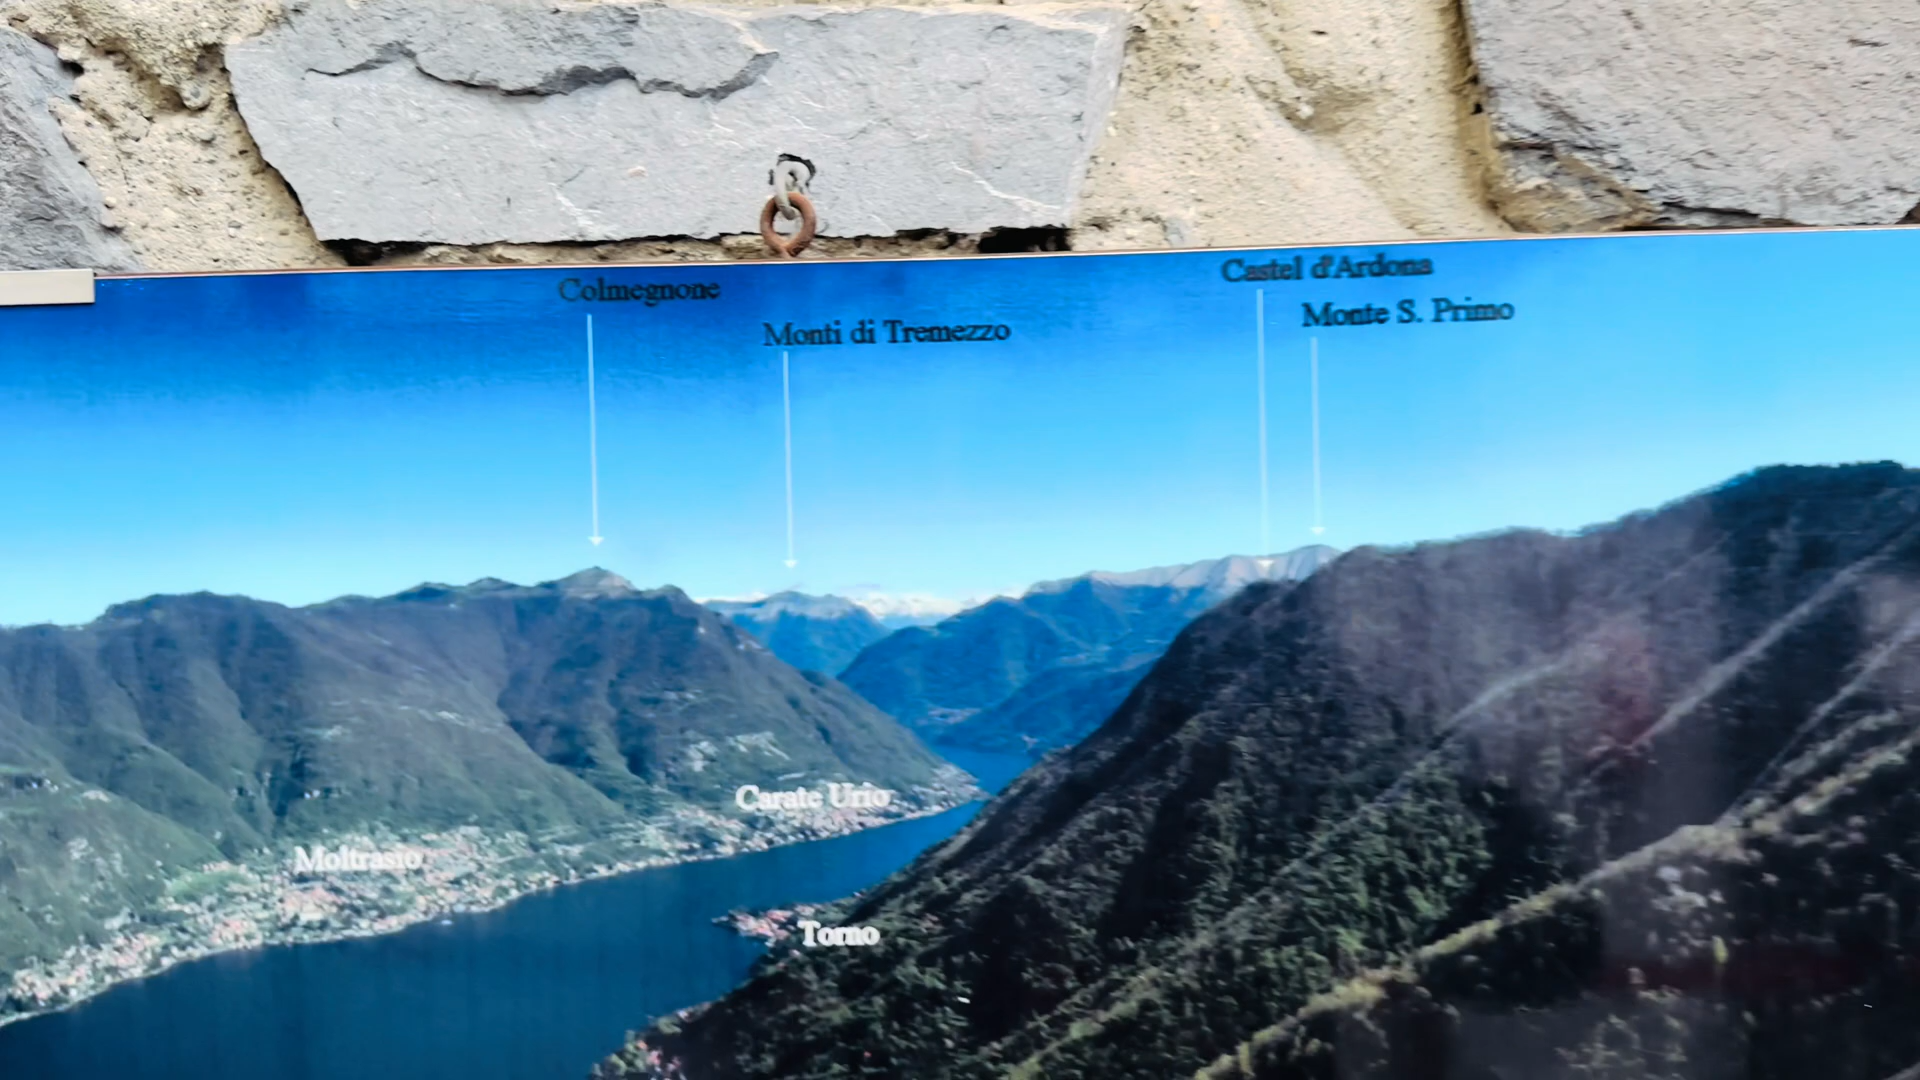 Colmegnone
Castel d'Ardona
Monti di Tremezzo
Monte S. Primo
Carate Urio
Moltrasio
Torno